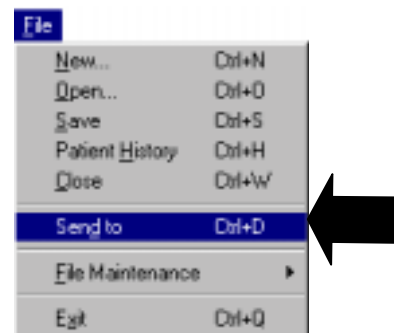 File
New... Ctrl+N
Open... Ctrl+O
Save Ctrl+S
Patient History Ctrl+H
Close Ctrl+W
Send to Ctrl+D
File Maintenance
Exit Ctrl+Q